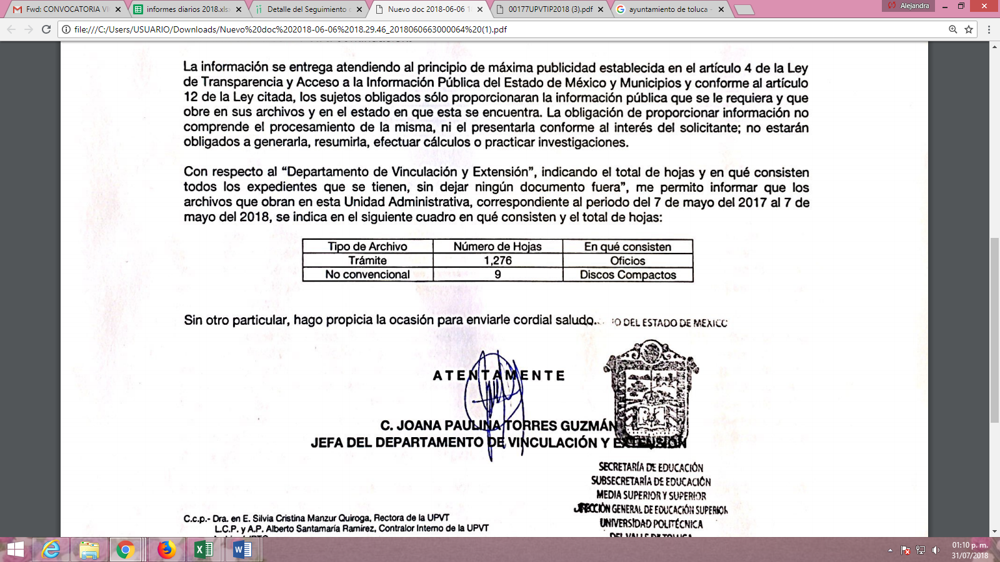 Fwd: CONVOCATORIA VI
informes diarios 2018.xlsx
Detalle del Seguimiento
Nuevo doc 2018-06-06 1
00177UPVTIP2018 (3).pdf
ayuntamiento de toluca -
Alejandra
file:///C:/Users/USUARIO/Downloads/Nuevo%20doc%202018-06-06%2018.29.46_2018060663000064%20(1).pdf
La información se entrega atendiendo al principio de máxima publicidad establecida en el artículo 4 de la Ley
de Transparencia y Acceso a la Información Pública del Estado de México y Municipios y conforme al artículo
12 de la Ley citada, los sujetos obligados sólo proporcionaran la información pública que se le requiera y que
obre en sus archivos y en el estado en que esta se encuentra. La obligación de proporcionar información no
comprende el procesamiento de la misma, ni el presentarla conforme al interés del solicitante; no estarán
obligados a generarla, resumirla, efectuar cálculos o practicar investigaciones.
Con respecto al “Departamento de Vinculación y Extensión”, indicando el total de hojas y en qué consisten
todos los expedientes que se tienen, sin dejar ningún documento fuera”, me permito informar que los
archivos que obran en esta Unidad Administrativa, correspondiente al periodo del 7 de mayo del 2017 al 7 de
mayo del 2018, se indica en el siguiente cuadro en qué consisten y el total de hojas:
Tipo de Archivo Número de Hojas En qué consisten
Trámite 1,276 Oficios
No convencional 9 Discos Compactos
Sin otro particular, hago propicia la ocasión para enviarle cordial saludo.
DEL ESTADO DE MÉXICO
ATENTAMENTE
C. JOANA PAULINA TORRES GUZMÁN
JEFA DEL DEPARTAMENTO DE VINCULACIÓN Y EXTENSIÓN
SECRETARÍA DE EDUCACIÓN
SUBSECRETARÍA DE EDUCACIÓN
MEDIA SUPERIOR Y SUPERIOR
DIRECCIÓN GENERAL DE EDUCACIÓN SUPERIOR
UNIVERSIDAD POLITÉCNICA
DEL VALLE DE TOLUCA
C.c.p.- Dra. en E. Silvia Cristina Manzur Quiroga, Rectora de la UPVT
L.C.P. y A.P. Alberto Santamaría Ramírez, Contralor Interno de la UPVT
01:10 p. m.
31/07/2018